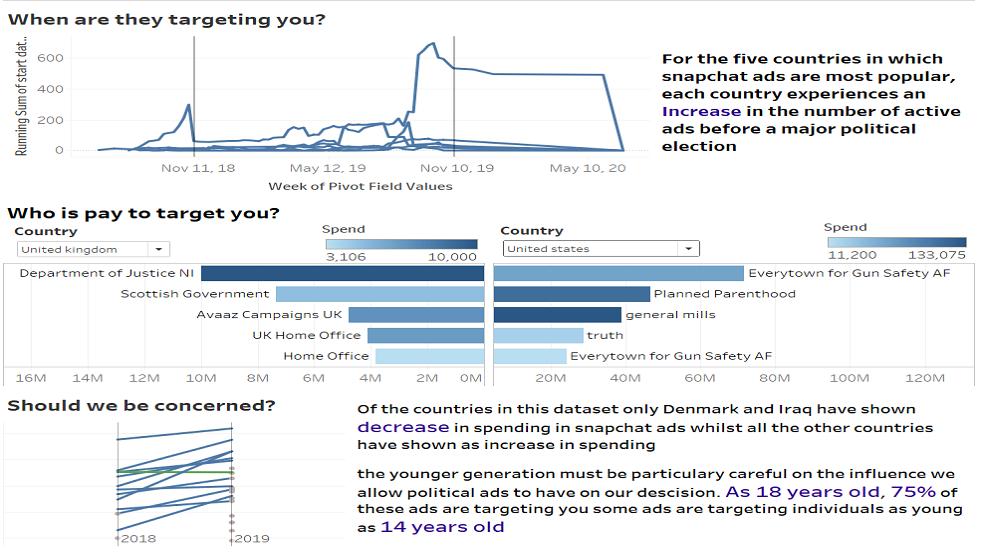 When are they targeting you?
Running Sum of start dat..
600
400
200
0
Nov 11, 18
May 12, 19
Nov 10, 19
May 10, 20
Week of Pivot Field Values
For the five countries in which
snapchat ads are most popular,
each country experiences an
Increase in the number of active
ads before a major political
election
Who is pay to target you?
Country
United kingdom
Spend
3,106
10,000
Country
United states
Spend
11,200
133,075
Department of Justice NI
Scottish Government
Avaaz Campaigns UK
UK Home Office
Home Office
16M
14M
12M
10M
8M
6M
4M
2M
0M
Everytown for Gun Safety AF
Planned Parenthood
general mills
truth
Everytown for Gun Safety AF
20M
40M
60M
80M
100M
120M
Should we be concerned?
2018
2019
Of the countries in this dataset only Denmark and Iraq have shown
decrease in spending in snapchat ads whilst all the other countries
have shown as increase in spending
the younger generation must be particulary careful on the influence we
allow political ads to have on our descision. As 18 years old, 75% of
these ads are targeting you some ads are targeting individuals as young
as 14 years old